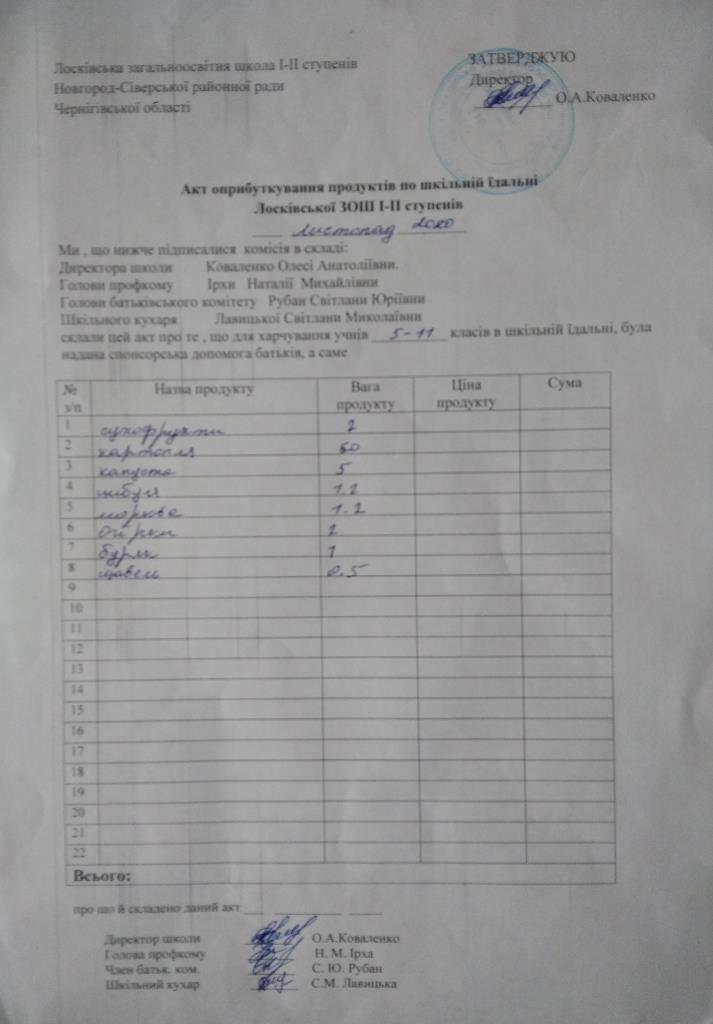 Лосківська загальноосвітня школа І-ІІ ступенів
Новгород-Сіверської районної ради
Чернігівської області
ЗАТВЕРДЖУЮ
Директор
О.А.Коваленко
Акт оприбуткування продуктів по шкільній їдальні
Лосківської ЗОШ І-ІІ ступенів
листопад 2020
Ми , що нижче підписалися комісія в складі:
Директора школи Коваленко Олесі Анатоліївни.
Голови профкому Ірхи Наталії Михайлівни
Голови батьківського комітету Рубан Світлани Юріївни
Шкільного кухаря Лавицької Світлани Миколаївни
склали цей акт про те , що для харчування учнів 5-11 класів в шкільній їдальні, була
надана спонсорська допомога батьків, а саме
№ з/п Назва продукту Вага продукту Ціна продукту Сума
1 сухофрукти 2
2 картопля 60
3 капуста 5
4 цибуля 1.2
5 морква 1.2
6 огірки 2
7 буряк 1
8 щавель 0.5
9
10
11
12
13
14
15
16
17
18
19
20
21
22
Всього:
про що й складено даний акт
Директор школи О.А.Коваленко
Голова профкому Н. М. Ірха
Член батьк. ком. С. Ю. Рубан
Шкільний кухар С.М. Лавицька